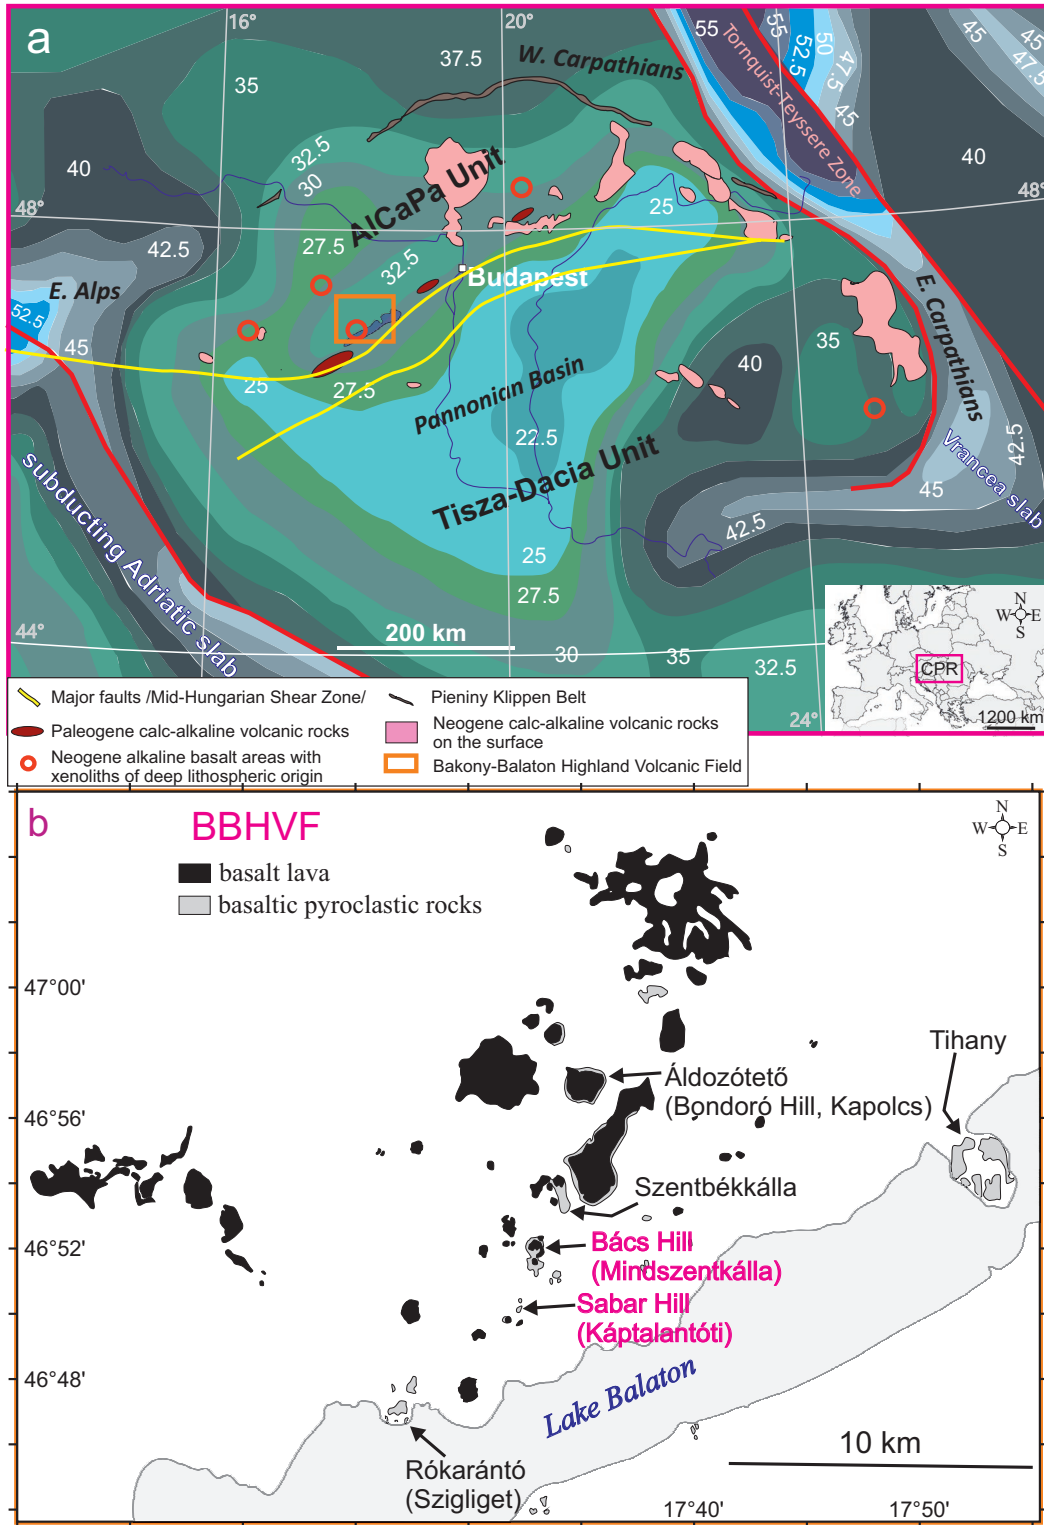 a
16°
20°
37.5
W. Carpathians
35
55
55
52.5
50
47.5
45
45
45
47.5
45
Tornquist-Teyssere Zone
40
32.5
30
AlCaPa Unit
40
48°
48°
25
42.5
27.5
32.5
Budapest
E. Alps
52.5
45
E. Carpathians
35
40
25
27.5
Pannonian Basin
22.5
Tisza-Dacia Unit
42.5
45
Vrancea slab
42.5
subducting Adriatic slab
25
27.5
44°
200 km
30
35
32.5
24°
N
W
E
S
CPR
1200 km
Major faults /Mid-Hungarian Shear Zone/
Pieniny Klippen Belt
Paleogene calc-alkaline volcanic rocks
Neogene calc-alkaline volcanic rocks
on the surface
Neogene alkaline basalt areas with
xenoliths of deep lithospheric origin
Bakony-Balaton Highland Volcanic Field
b
BBHVF
N
W
E
S
basalt lava
basaltic pyroclastic rocks
47°00'
Tihany
Áldozótető
(Bondoró Hill, Kapolcs)
46°56'
Szentbékkálla
46°52'
Bács Hill
(Mindszentkálla)
Sabar Hill
(Káptalantóti)
46°48'
Lake Balaton
10 km
Rókarántó
(Szigliget)
17°40'
17°50'